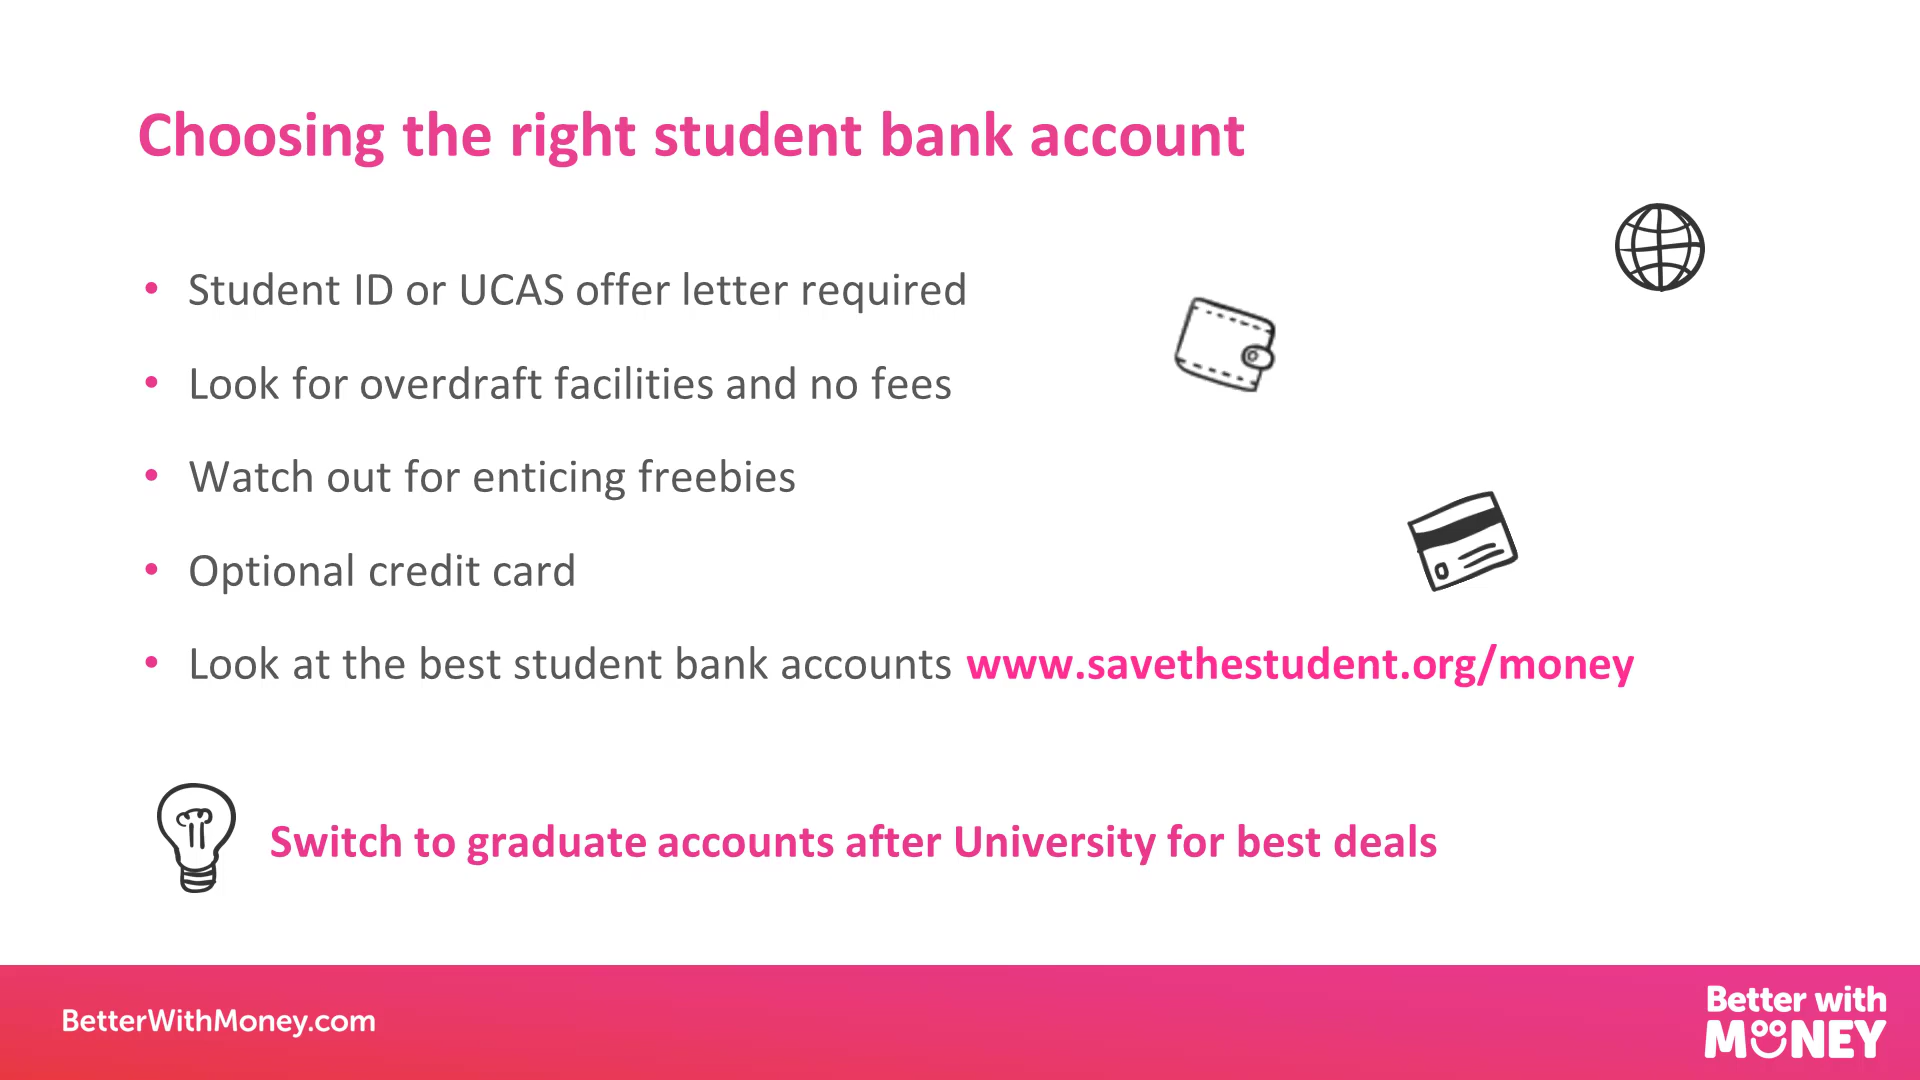 Choosing the right student bank account
• Student ID or UCAS offer letter required
• Look for overdraft facilities and no fees
• Watch out for enticing freebies
• Optional credit card
• Look at the best student bank accounts www.savethestudent.org/money
Switch to graduate accounts after University for best deals
BetterWithMoney.com
Better with
MONEY